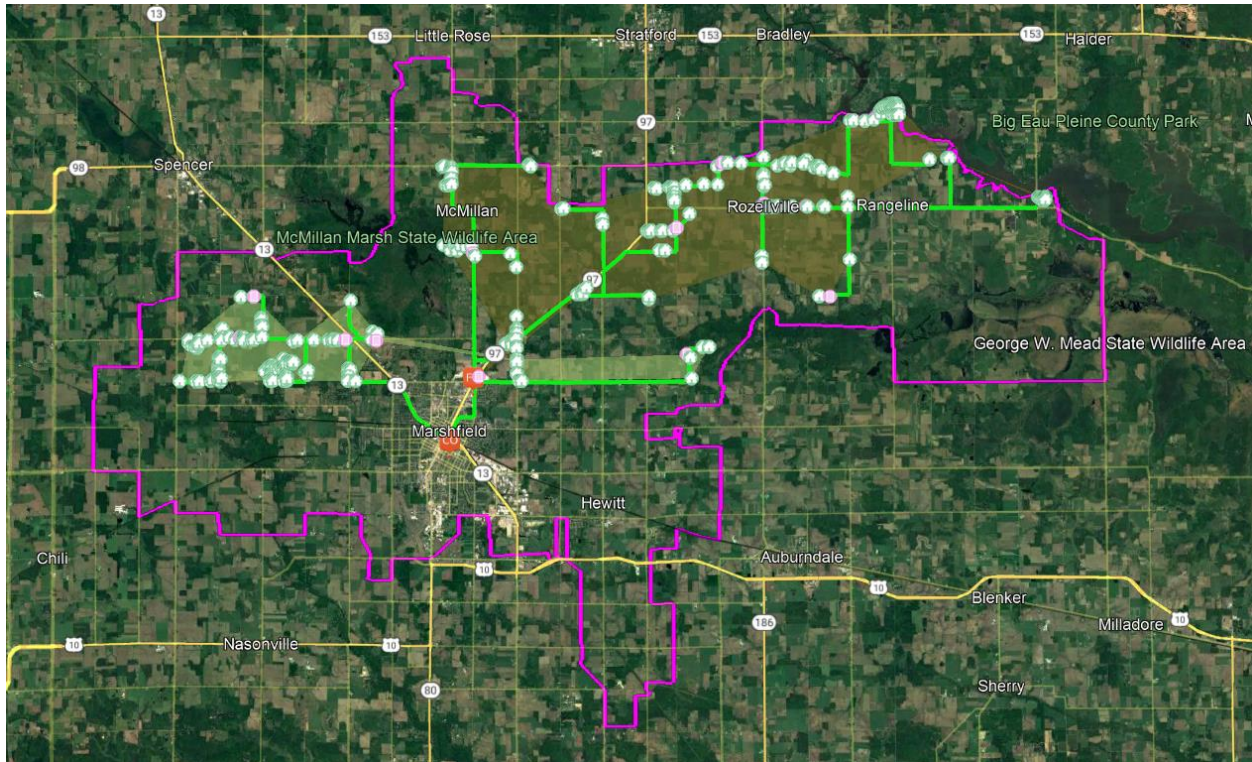 13
153
Little Rose
Stratford
153
Bradley
153
Halder
97
Big Eau Pleine County Park
M
98
Spencer
McMillan
Rozellville
Rangeline
McMillan Marsh State Wildlife Area
13
97
George W. Mead State Wildlife Area
97
13
Marshfield
CO
13
Hewitt
Chili
10
Auburndale
10
Blenker
Milladore
10
186
10
Nasonville
10
80
Sherry